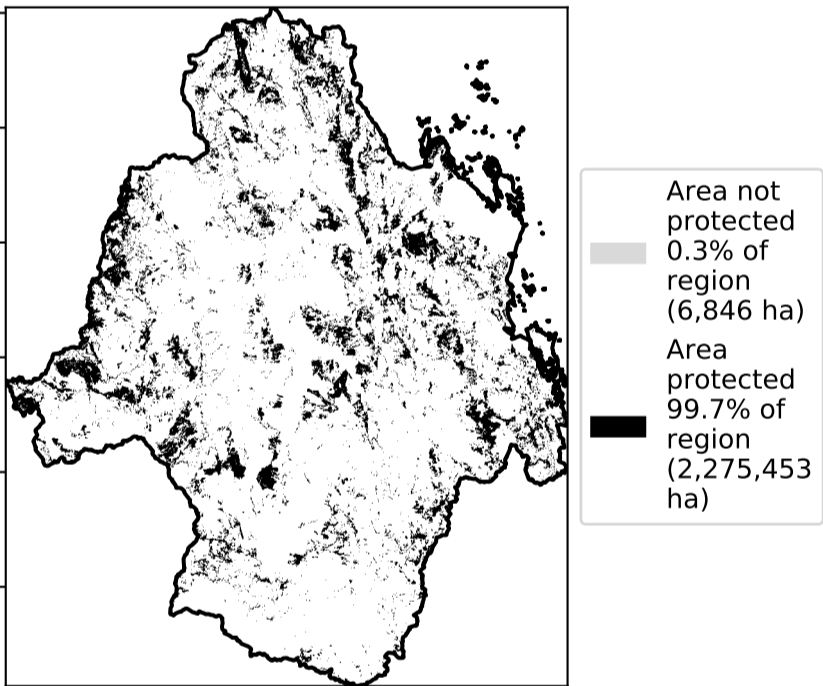 Area not
protected
0.3% of
region
(6,846 ha)
Area
protected
99.7% of
region
(2,275,453
ha)